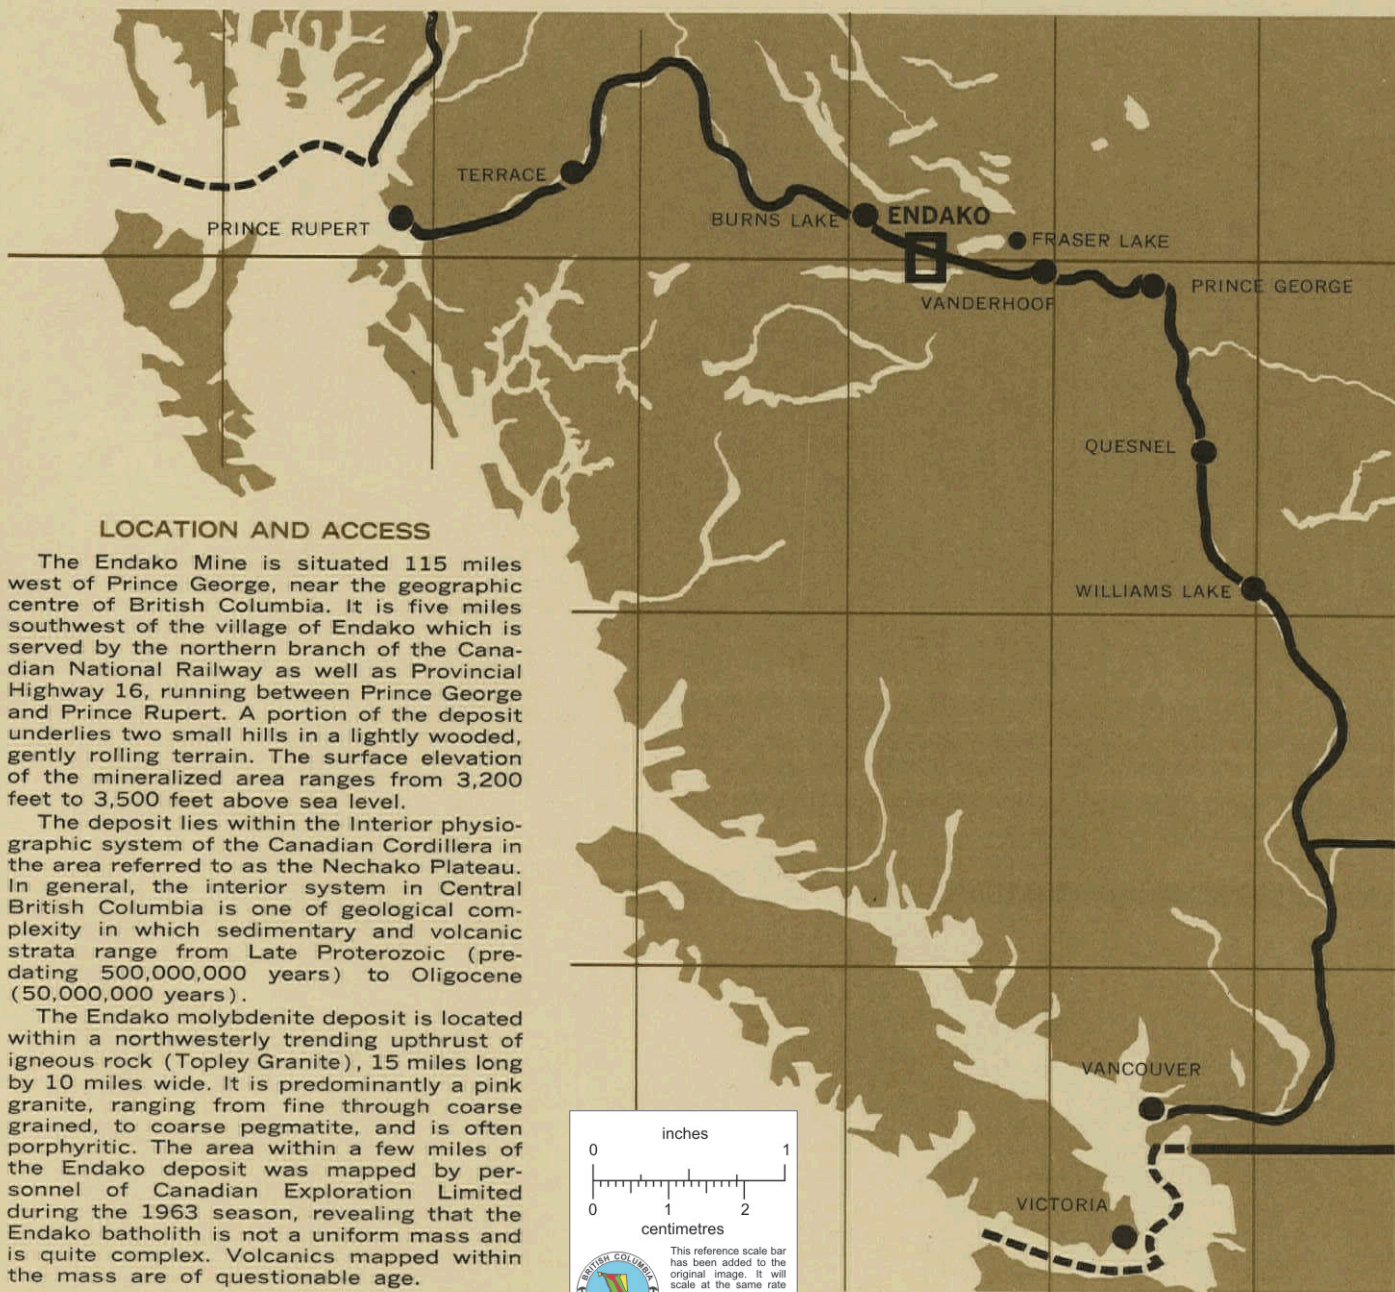 TERRACE
PRINCE RUPERT
BURNS LAKE
ENDAKO
FRASER LAKE
VANDERHOOF
PRINCE GEORGE
QUESNEL
WILLIAMS LAKE
VANCOUVER
VICTORIA
LOCATION AND ACCESS
The Endako Mine is situated 115 miles
west of Prince George, near the geographic
centre of British Columbia. It is five miles
southwest of the village of Endako which is
served by the northern branch of the Cana-
dian National Railway as well as Provincial
Highway 16, running between Prince George
and Prince Rupert. A portion of the deposit
underlies two small hills in a lightly wooded,
gently rolling terrain. The surface elevation
of the mineralized area ranges from 3,200
feet to 3,500 feet above sea level.
The deposit lies within the Interior physio-
graphic system of the Canadian Cordillera in
the area referred to as the Nechako Plateau.
In general, the interior system in Central
British Columbia is one of geological com-
plexity in which sedimentary and volcanic
strata range from Late Proterozoic (pre-
dating 500,000,000 years) to Oligocene
(50,000,000 years).
The Endako molybdenite deposit is located
within a northwesterly trending upthrust of
igneous rock (Topley Granite), 15 miles long
by 10 miles wide. It is predominantly a pink
granite, ranging from fine through coarse
grained, to coarse pegmatite, and is often
porphyritic. The area within a few miles of
the Endako deposit was mapped by per-
sonnel of Canadian Exploration Limited
during the 1963 season, revealing that the
Endako batholith is not a uniform mass and
is quite complex. Volcanics mapped within
the mass are of questionable age.
inches
0 1
0 1 2
centimetres
BRITISH COLUMBIA
This reference scale bar
has been added to the
original image. It will
scale at the same rate